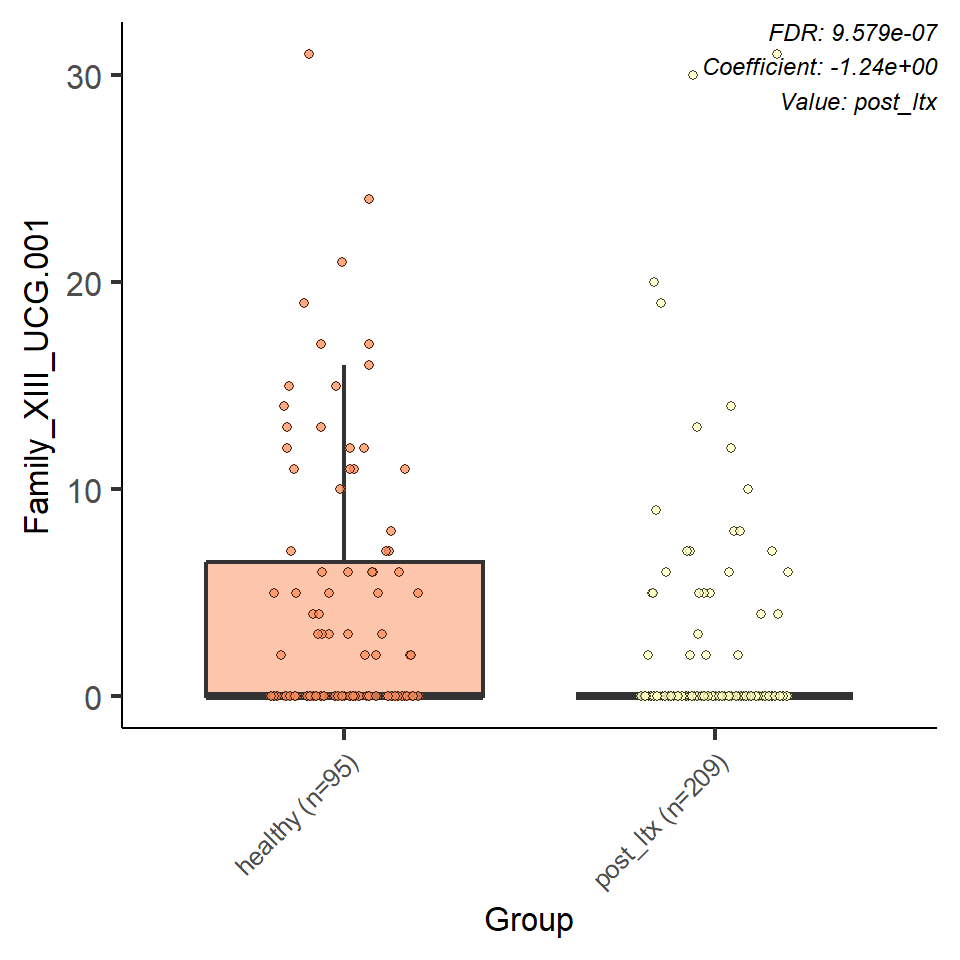 FDR: 9.579e-07
Coefficient: -1.24e+00
Value: post_ltx
Family_XIII_UCG.001
30
20
10
0
healthy (n=95)
post_ltx (n=209)
Group